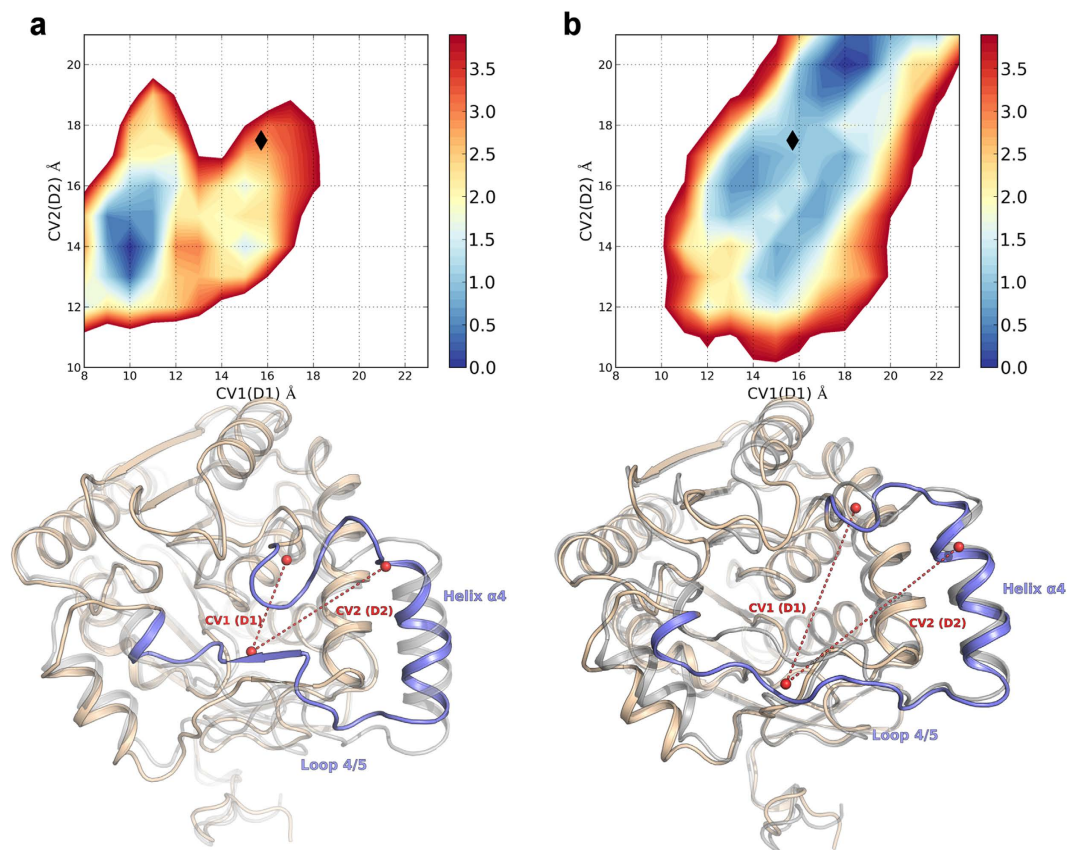 a
b
20
18
16
14
12
10
CV2(D2) Å
8 10 12 14 16 18 20 22
CV1(D1) Å
3.5
3.0
2.5
2.0
1.5
1.0
0.5
0.0
20
18
16
14
12
10
CV2(D2) Å
8 10 12 14 16 18 20 22
CV1(D1) Å
3.5
3.0
2.5
2.0
1.5
1.0
0.5
0.0
Helix α4
CV1 (D1)
CV2 (D2)
Loop 4/5
Helix α4
CV1 (D1)
CV2 (D2)
Loop 4/5